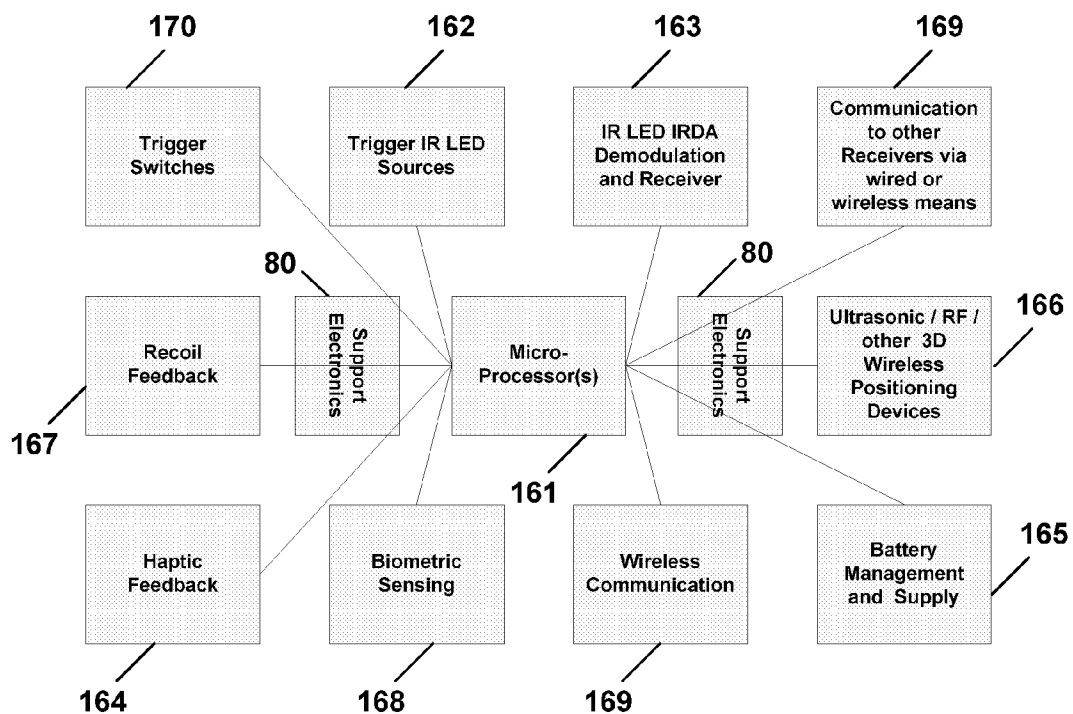 170
162
163
169
Trigger
Switches
Trigger IR LED
Sources
IR LED IRDA
Demodulation
and Receiver
Communication
to other
Receivers via
wired or
wireless means
80
80
Recoil
Feedback
Support
Electronics
Micro-
Processor(s)
Support
Electronics
Ultrasonic / RF /
other 3D
Wireless
Positioning
Devices
166
167
161
Haptic
Feedback
Biometric
Sensing
Wireless
Communication
Battery
Management
and Supply
165
164
168
169